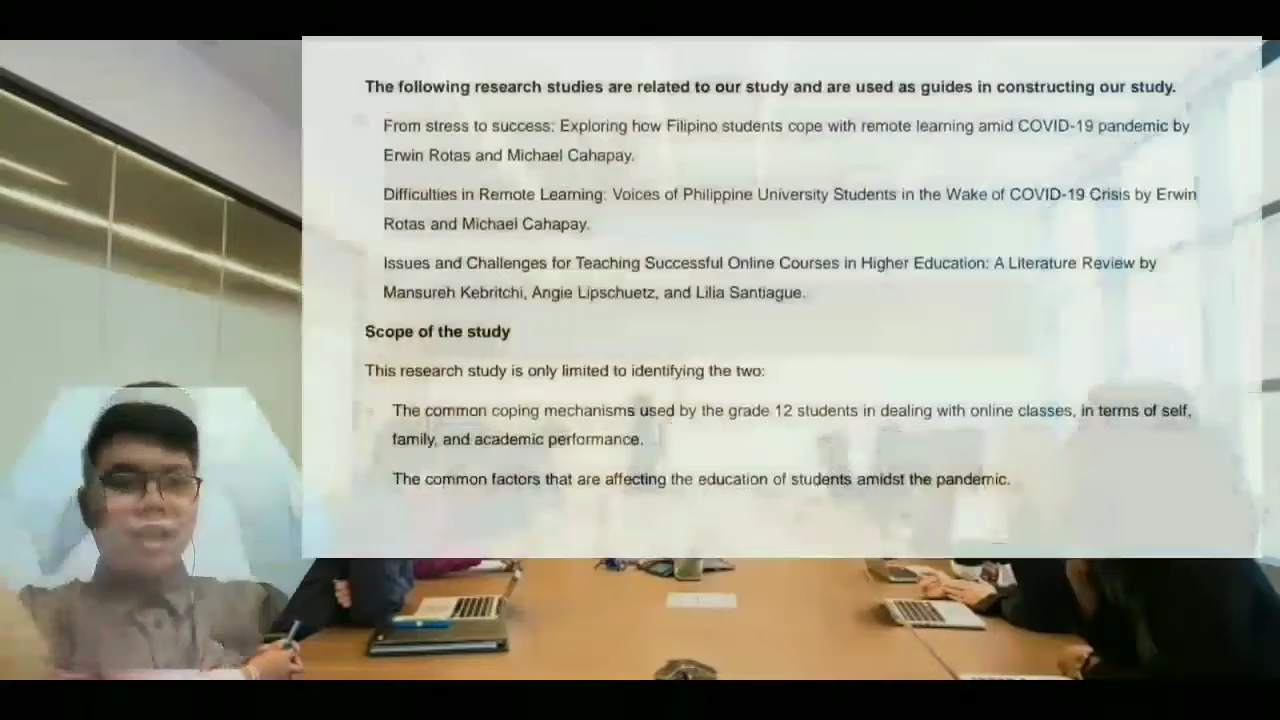 The following research studies are related to our study and are used as guides in constructing our study.
From stress to success: Exploring how Filipino students cope with remote learning amid COVID-19 pandemic by
Erwin Rotas and Michael Cahapay.
Difficulties in Remote Learning: Voices of Philippine University Students in the Wake of COVID-19 Crisis by Erwin
Rotas and Michael Cahapay.
Issues and Challenges for Teaching Successful Online Courses in Higher Education: A Literature Review by
Mansureh Kebritchi, Angie Lipschuetz, and Lilia Santiague.
Scope of the study
This research study is only limited to identifying the two:
The common coping mechanisms used by the grade 12 students in dealing with online classes, in terms of self,
family, and academic performance.
The common factors that are affecting the education of students amidst the pandemic.